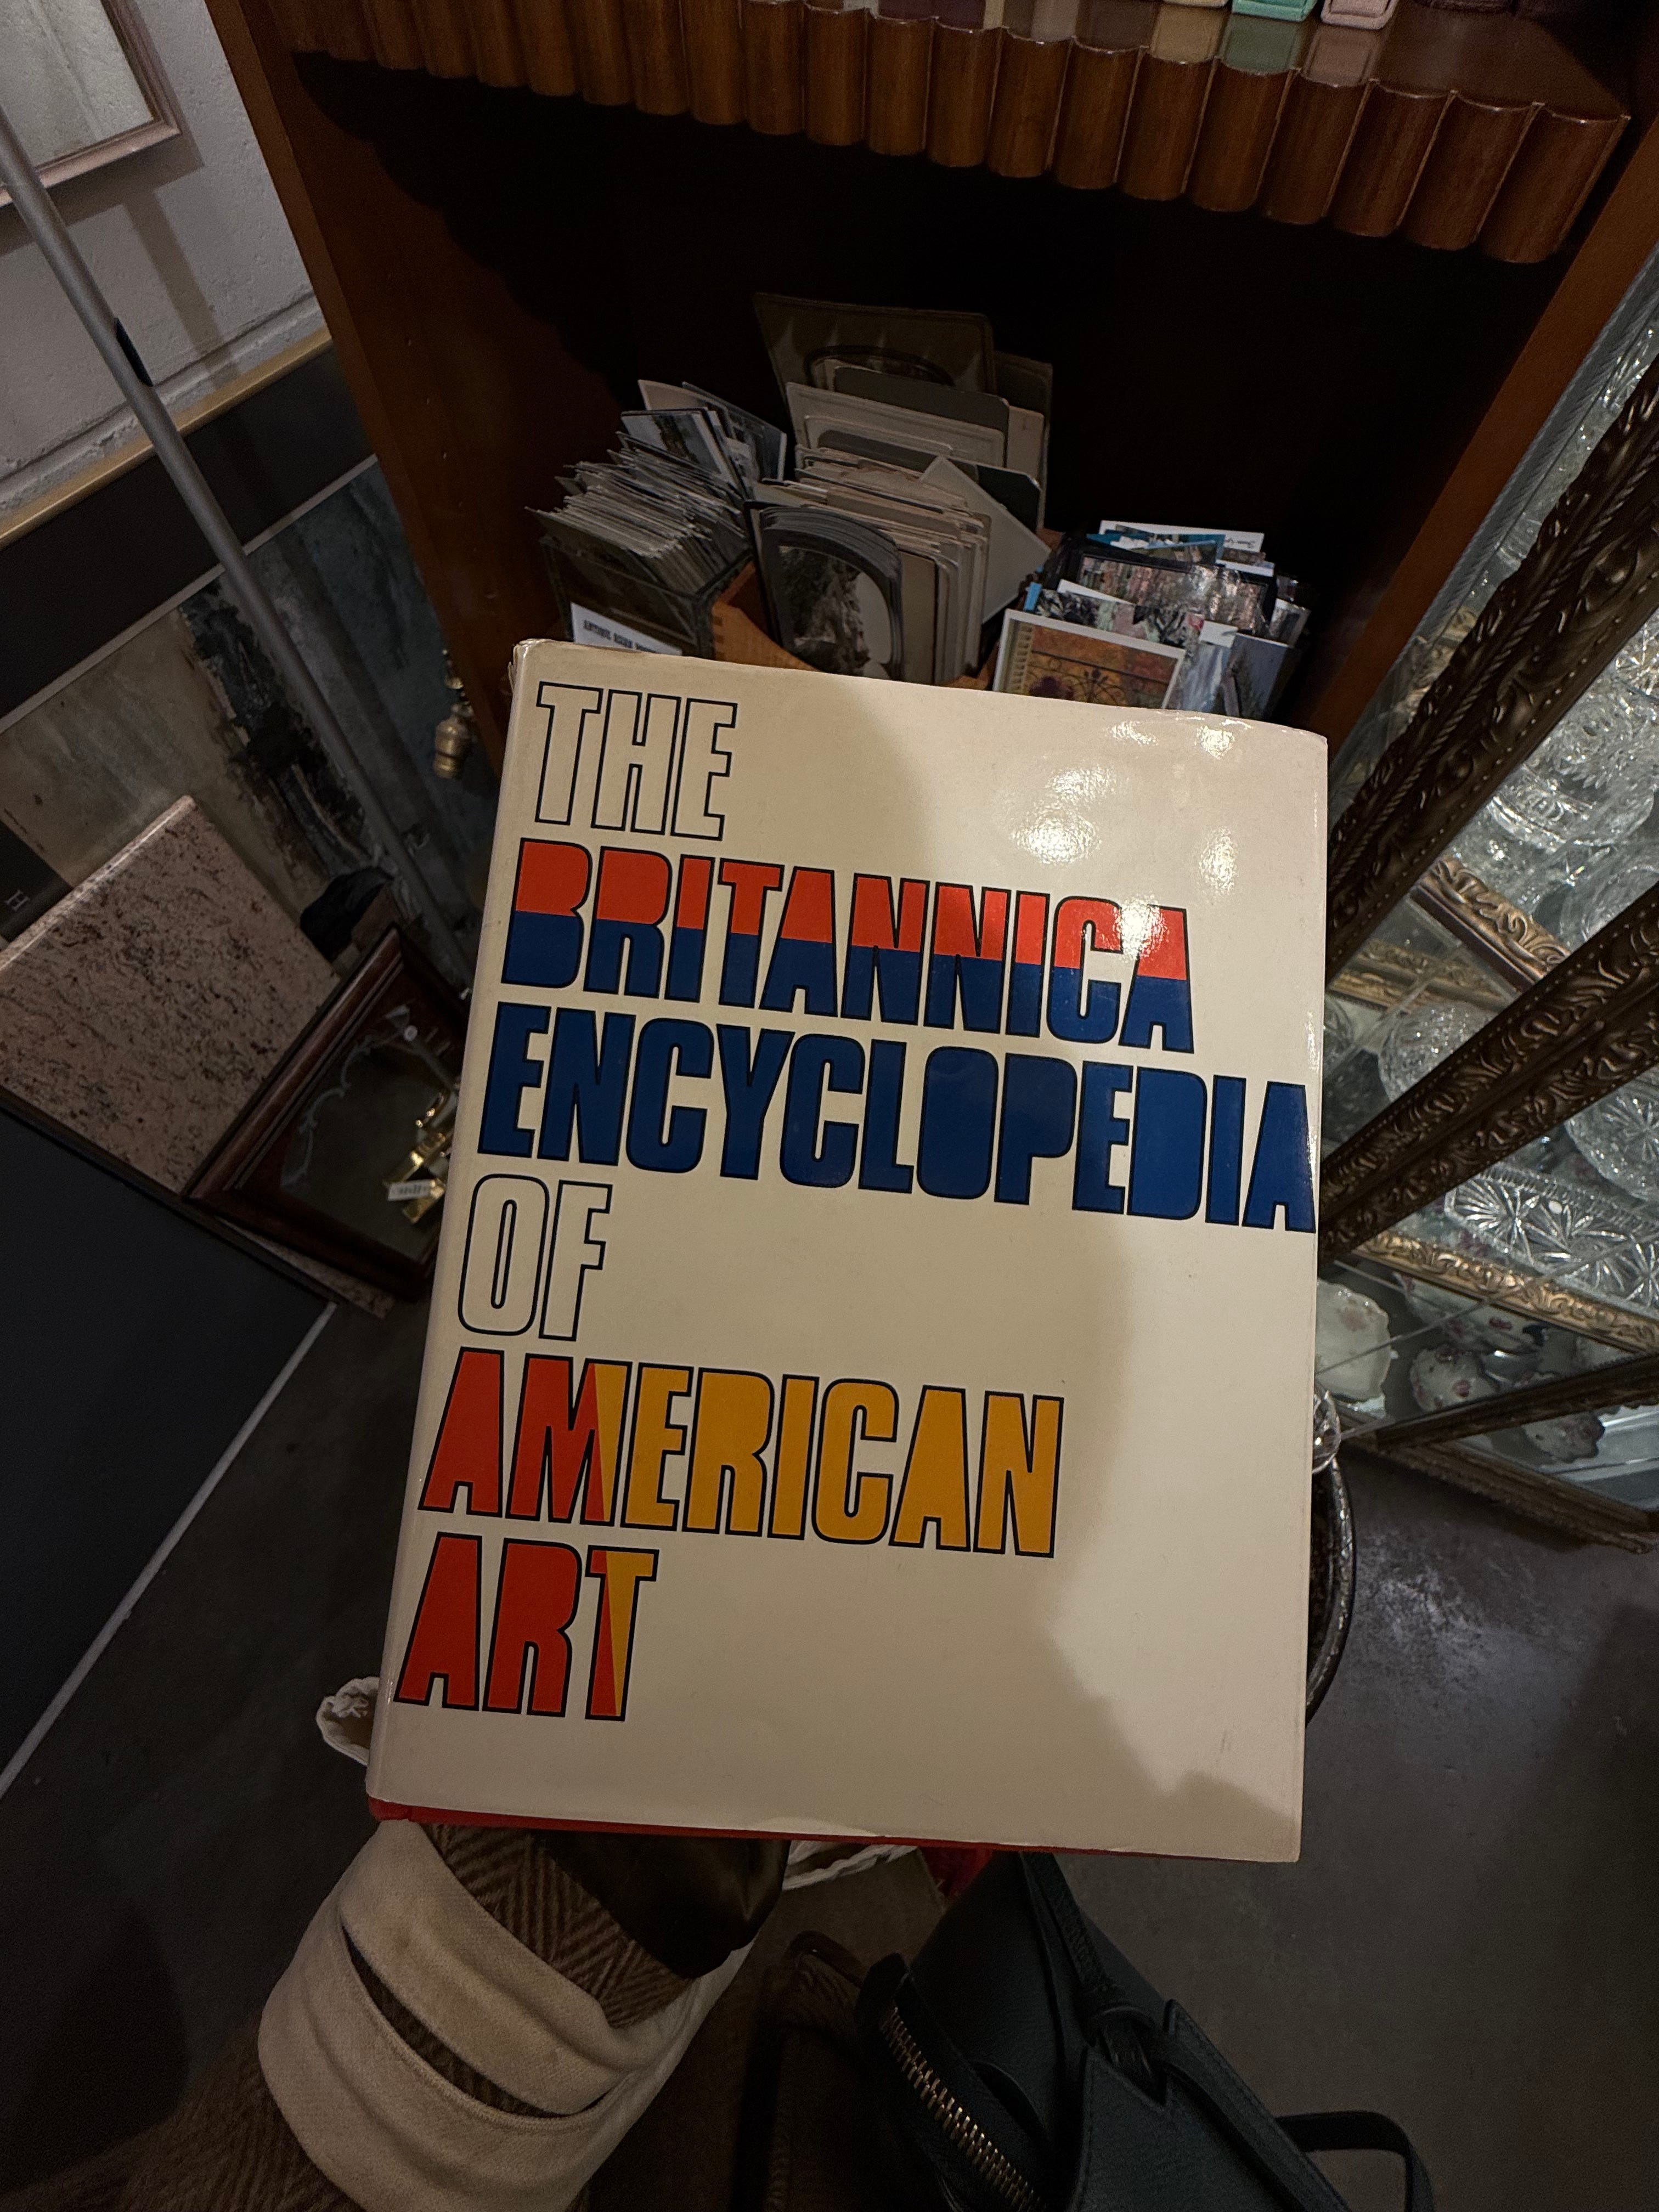 THE
BRITANNICA
ENCYCLOPEDIA
OF
AMERICAN
ART